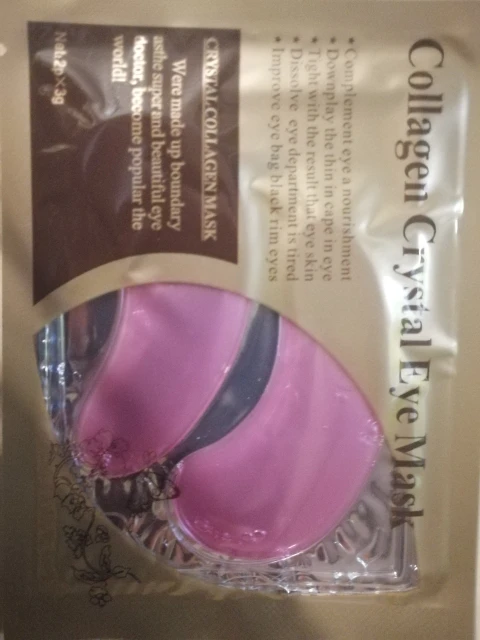 Collagen Crystal Eye Mask
• Complement eye a nourishment
• Downplay the thin in cape in eye
• Tight with the result that eye skin
• Dissolve eye department is tired
• Improve eye bag black rim eyes
CRYSTAL COLLAGEN MASK
Were made up boundary
as the super and beautiful eye
doctor, become popular the
world!
Net: 2p×3g